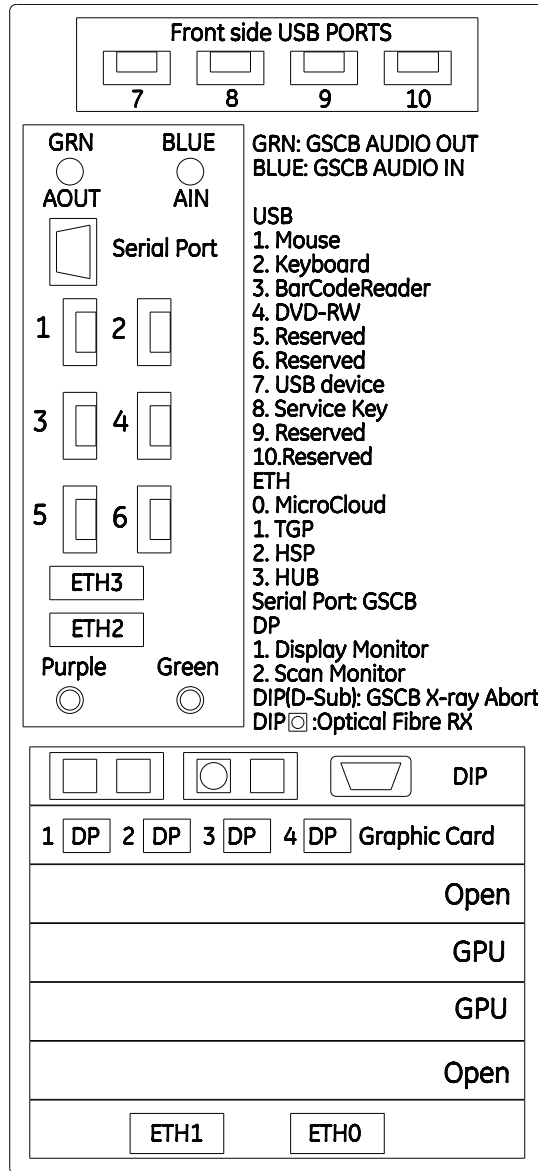 Front side USB PORTS
7 8 9 10
GRN BLUE
AOUT AIN
Serial Port
1 2
3 4
5 6
ETH3
ETH2
Purple Green
GRN: GSCB AUDIO OUT
BLUE: GSCB AUDIO IN
USB
1. Mouse
2. Keyboard
3. BarCodeReader
4. DVD-RW
5. Reserved
6. Reserved
7. USB device
8. Service Key
9. Reserved
10.Reserved
ETH
0. MicroCloud
1. TGP
2. HSP
3. HUB
Serial Port: GSCB
DP
1. Display Monitor
2. Scan Monitor
DIP(D-Sub): GSCB X-ray Abort
DIP :Optical Fibre RX
DIP
1 DP 2 DP 3 DP 4 DP Graphic Card
Open
GPU
GPU
Open
ETH1 ETH0